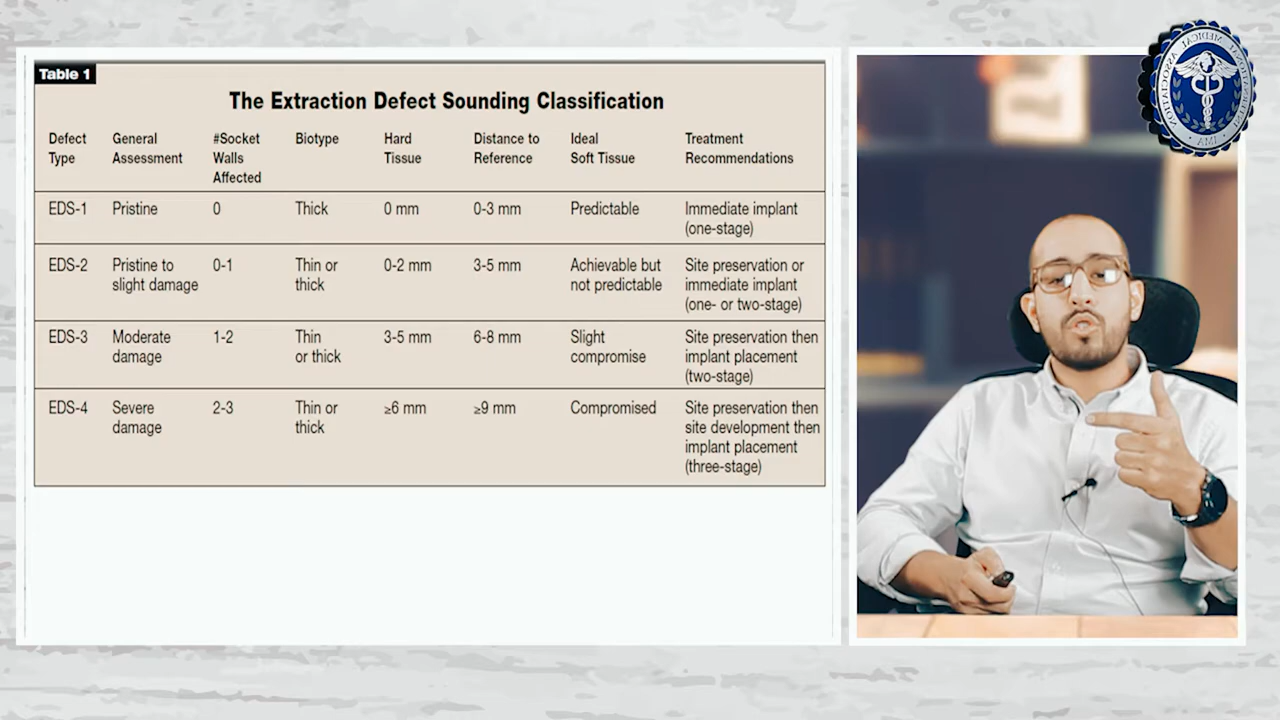 Table 1
The Extraction Defect Sounding Classification
Defect Type General Assessment #Socket Walls Affected Biotype Hard Tissue Distance to Reference Ideal Soft Tissue Treatment Recommendations
EDS-1 Pristine 0 Thick 0 mm 0-3 mm Predictable Immediate implant
(one-stage)
EDS-2 Pristine to slight damage 0-1 Thin or thick 0-2 mm 3-5 mm Achievable but not predictable Site preservation or
immediate implant
(one- or two-stage)
EDS-3 Moderate damage 1-2 Thin or thick 3-5 mm 6-8 mm Slight compromise Site preservation then
implant placement
(two-stage)
EDS-4 Severe damage 2-3 Thin or thick ≥6 mm ≥9 mm Compromised Site preservation then
site development then
implant placement
(three-stage)